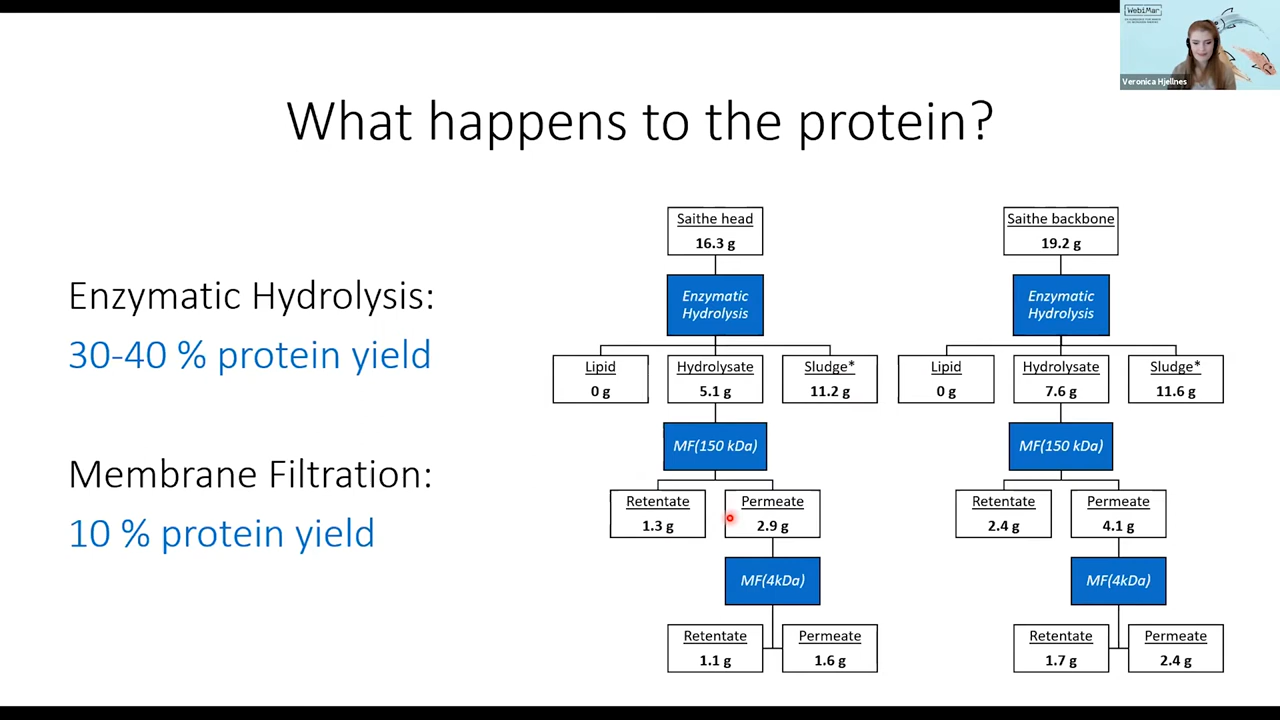 WebiMar
Veronica Hjellnes
What happens to the protein?
Enzymatic Hydrolysis:
30-40 % protein yield
Membrane Filtration:
10 % protein yield
Saithe head
16.3 g
Enzymatic
Hydrolysis
Lipid
0 g
Hydrolysate
5.1 g
Sludge*
11.2 g
MF(150 kDa)
Retentate
1.3 g
Permeate
2.9 g
MF(4kDa)
Retentate
1.1 g
Permeate
1.6 g
Saithe backbone
19.2 g
Enzymatic
Hydrolysis
Lipid
0 g
Hydrolysate
7.6 g
Sludge*
11.6 g
MF(150 kDa)
Retentate
2.4 g
Permeate
4.1 g
MF(4kDa)
Retentate
1.7 g
Permeate
2.4 g